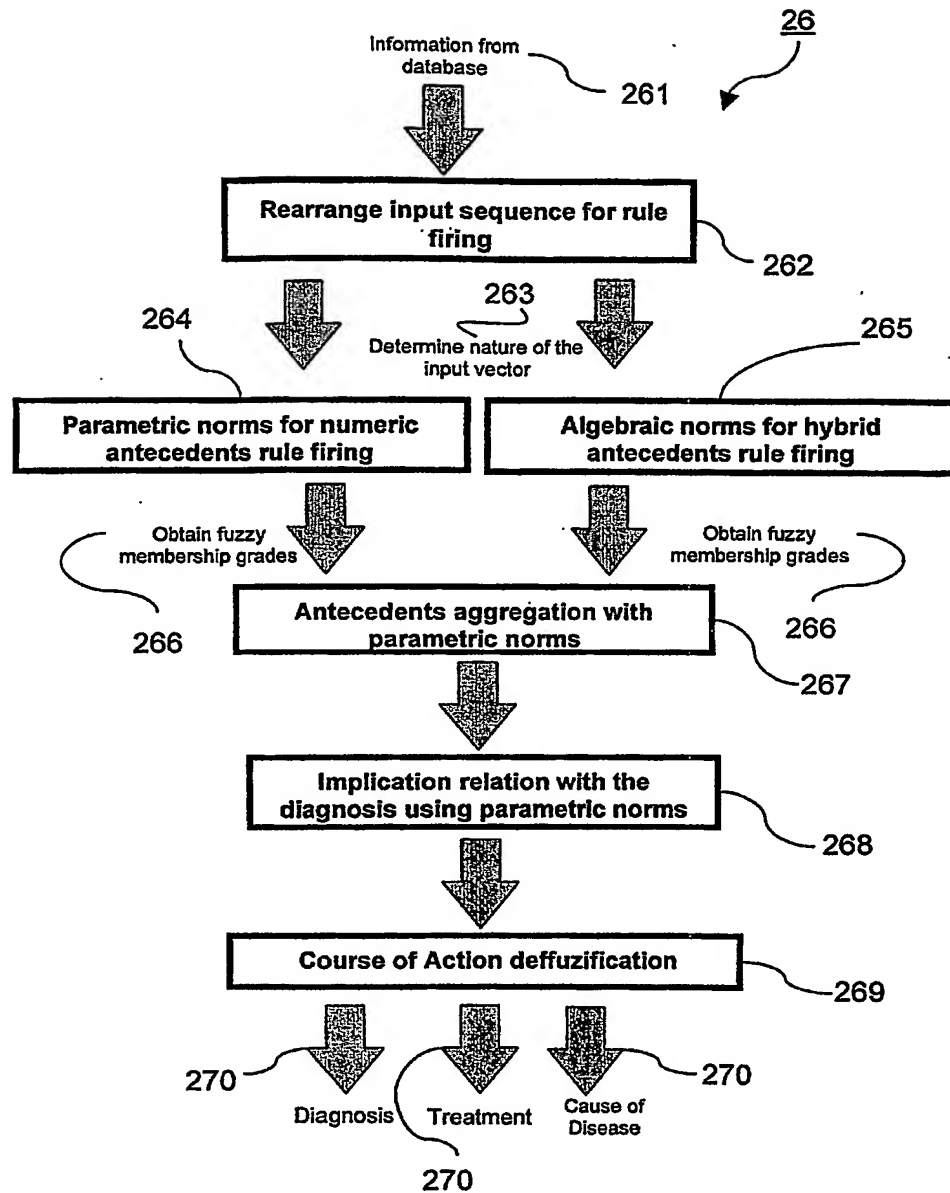 26
Information from
database
261
Rearrange input sequence for rule
firing
262
263
264
Determine nature of the
input vector
265
Parametric norms for numeric
antecedents rule firing
Algebraic norms for hybrid
antecedents rule firing
Obtain fuzzy
membership grades
Obtain fuzzy
membership grades
266
266
Antecedents aggregation with
parametric norms
267
Implication relation with the
diagnosis using parametric norms
268
Course of Action deffuzification
269
270
270
Diagnosis
Treatment
Cause of
Disease
270